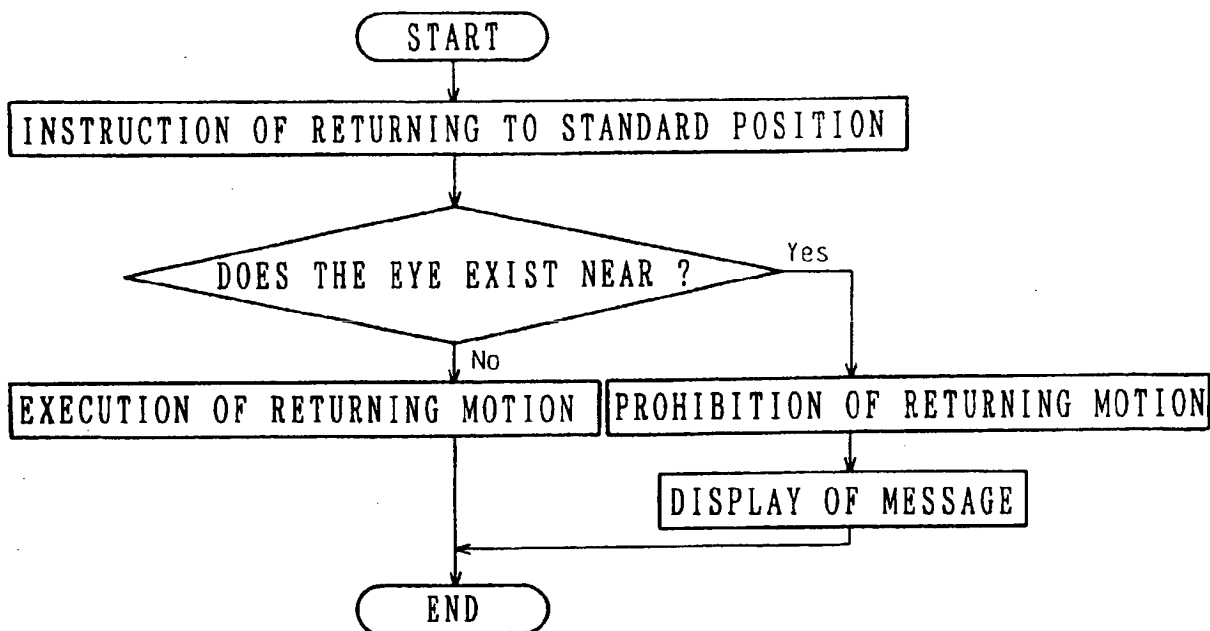 START
INSTRUCTION OF RETURNING TO STANDARD POSITION
DOES THE EYE EXIST NEAR ?
Yes
No
EXECUTION OF RETURNING MOTION
PROHIBITION OF RETURNING MOTION
DISPLAY OF MESSAGE
END